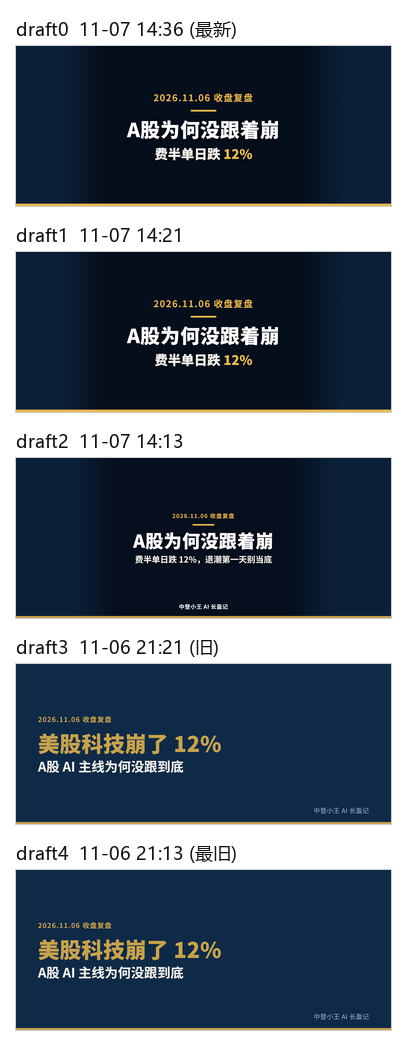 draft0 11-07 14:36 (最新)
2026.11.06 收盘复盘
A股为何没跟着崩
费半单日跌 12%
draft1 11-07 14:21
2026.11.06 收盘复盘
A股为何没跟着崩
费半单日跌 12%
draft2 11-07 14:13
2026.11.06 收盘复盘
A股为何没跟着崩
费半单日跌 12%，退潮第一天别当底
中登小王 AI 长盈记
draft3 11-06 21:21 (旧)
2026.11.06 收盘复盘
美股科技崩了 12%
A股 AI 主线为何没跟到底
中登小王 AI 长盈记
draft4 11-06 21:13 (最旧)
2026.11.06 收盘复盘
美股科技崩了 12%
A股 AI 主线为何没跟到底
中登小王 AI 长盈记